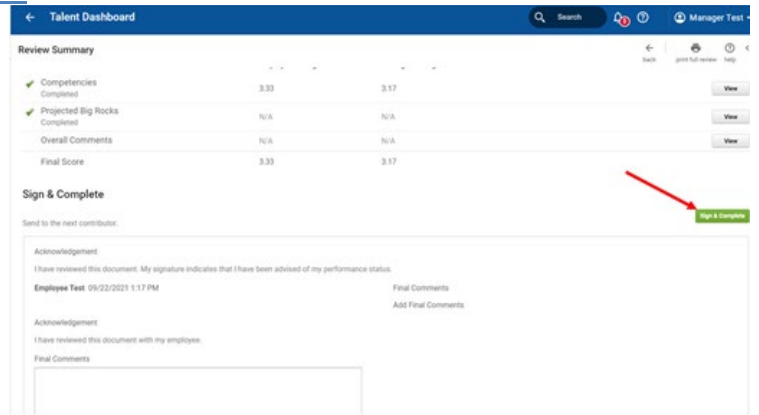 Talent Dashboard
Search
Manager Test
Review Summary
back print full review help
Competencies 3.33 3.17 View
Completed
Projected Big Rocks N/A N/A View
Completed
Overall Comments N/A N/A View
Final Score 3.33 3.17
Sign & Complete
Sign & Complete
Send to the next contributor.
Acknowledgement
I have reviewed this document. My signature indicates that I have been advised of my performance status.
Employee Test 09/22/2021 1:17 PM Final Comments
Add Final Comments
Acknowledgement
I have reviewed this document with my employee.
Final Comments